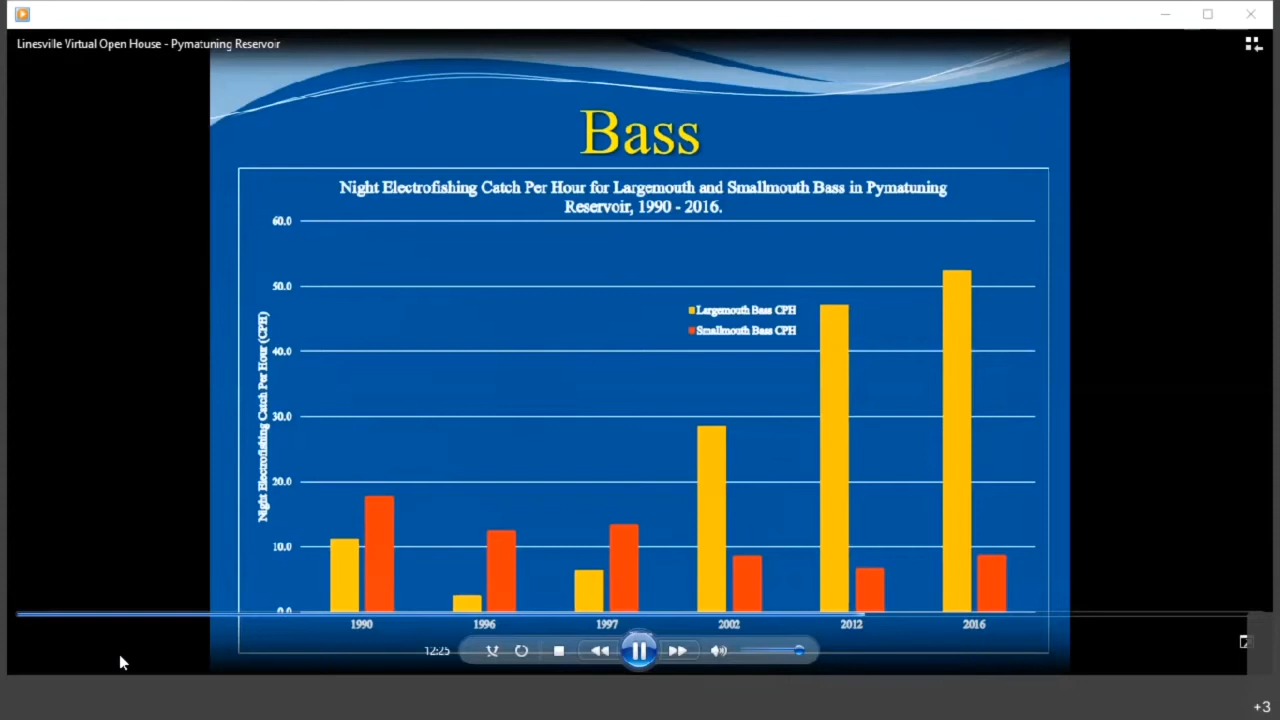 Linesville Virtual Open House - Pymatuning Reservoir
Bass
Night Electrofishing Catch Per Hour for Largemouth and Smallmouth Bass in Pymatuning
Reservoir, 1990 - 2016.
Night Electrofishing Catch Per Hour (CPH)
60.0
50.0
40.0
30.0
20.0
10.0
0.0
Largemouth Bass CPH
Smallmouth Bass CPH
1990 1996 1997 2002 2012 2016
12:25
+3